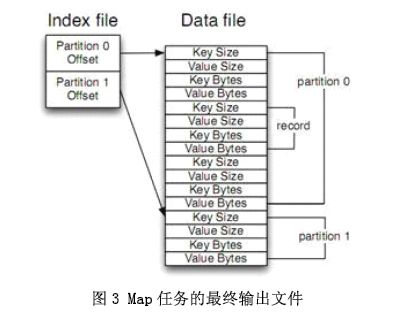 Index file
Data file
Partition 0
Offset
Partition 1
Offset
Key Size
Value Size
Key Bytes
Value Bytes
Key Size
Value Size
Key Bytes
Value Bytes
Key Size
Value Size
Key Bytes
Value Bytes
Key Size
Value Size
Key Bytes
Value Bytes
partition 0
record
partition 1
图 3 Map 任务的最终输出文件